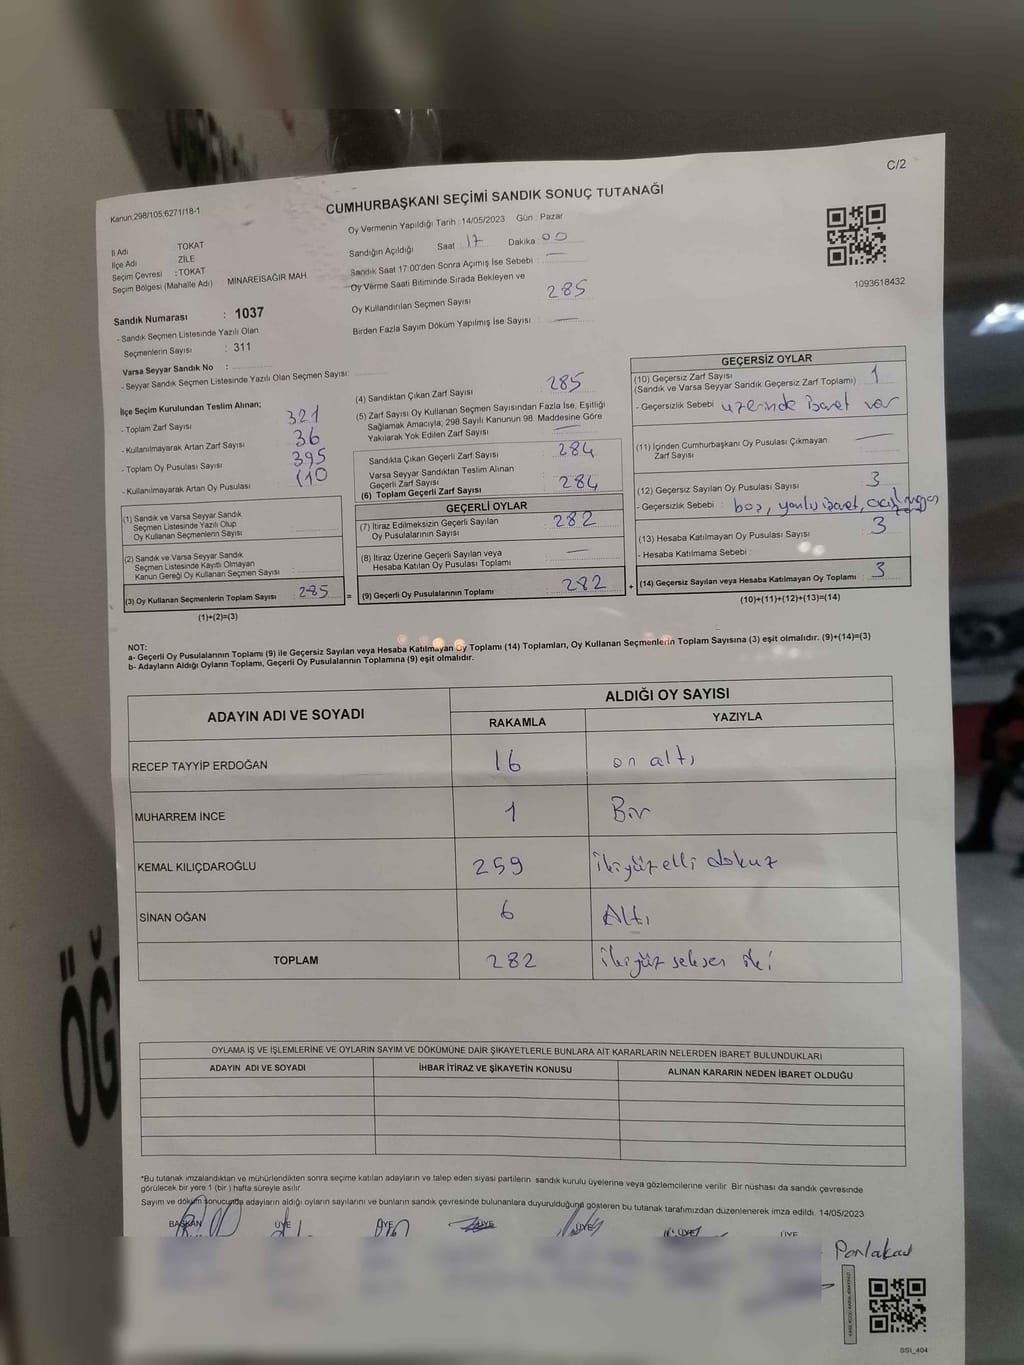 C/2
Kanun;298/105;6271/18-1
CUMHURBAŞKANI SEÇİMİ SANDIK SONUÇ TUTANAĞI
İl Adı TOKAT
İlçe Adı ZİLE
Seçim Çevresi :TOKAT
Seçim Bölgesi (Mahalle Adı) MİNAREİSAĞIR MAH.
Sandık Numarası : 1037
- Sandık Seçmen Listesinde Yazılı Olan
Seçmenlerin Sayısı : 311
Varsa Seyyar Sandık No :
- Seyyar Sandık Seçmen Listesinde Yazılı Olan Seçmen Sayısı:
Oy Vermenin Yapıldığı Tarih : 14/05/2023 Gün : Pazar
Sandığın Açıldığı Saat 17 Dakika 00
Sandık Saat 17:00'den Sonra Açılmış İse Sebebi : —
Oy Verme Saati Bitiminde Sırada Bekleyen ve
Oy Kullandırılan Seçmen Sayısı 285
Birden Fazla Sayım Döküm Yapılmış İse Sayısı : —
1093618432
İlçe Seçim Kurulundan Teslim Alınan;
- Toplam Zarf Sayısı 321
- Kullanılmayarak Artan Zarf Sayısı 36
- Toplam Oy Pusulası Sayısı 395
- Kullanılmayarak Artan Oy Pusulası 110
(1) Sandık ve Varsa Seyyar Sandık
Seçmen Listesinde Yazılı Olup
Oy Kullanan Seçmenlerin Sayısı
(2) Sandık ve Varsa Seyyar Sandık
Seçmen Listesinde Kayıtlı Olmayan
Kanun Gereği Oy Kullanan Seçmen Sayısı :
(3) Oy Kullanan Seçmenlerin Toplam Sayısı : 285 =
(1)+(2)=(3)
(4) Sandıktan Çıkan Zarf Sayısı : 285
(5) Zarf Sayısı Oy Kullanan Seçmen Sayısından Fazla İse, Eşitliği
Sağlamak Amacıyla; 298 Sayılı Kanunun 98. Maddesine Göre
Yakılarak Yok Edilen Zarf Sayısı —
Sandıkta Çıkan Geçerli Zarf Sayısı : 284
Varsa Seyyar Sandıktan Teslim Alınan
Geçerli Zarf Sayısı
(6) Toplam Geçerli Zarf Sayısı : 284
GEÇERLİ OYLAR
(7) İtiraz Edilmeksizin Geçerli Sayılan
Oy Pusulalarının Sayısı : 282
(8) İtiraz Üzerine Geçerli Sayılan veya
Hesaba Katılan Oy Pusulası Toplamı : —
(9) Geçerli Oy Pusulalarının Toplamı : 282 +
GEÇERSİZ OYLAR
(10) Geçersiz Zarf Sayısı
(Sandık ve Varsa Seyyar Sandık Geçersiz Zarf Toplamı) : 1
- Geçersizlik Sebebi : üzerinde işaret var
(11) İçinden Cumhurbaşkanı Oy Pusulası Çıkmayan
Zarf Sayısı : —
(12) Geçersiz Sayılan Oy Pusulası Sayısı : 3
- Geçersizlik Sebebi : boş, yanlış işaret,
(13) Hesaba Katılmayan Oy Pusulası Sayısı : 3
- Hesaba Katılmama Sebebi :
(14) Geçersiz Sayılan veya Hesaba Katılmayan Oy Toplamı : 3
(10)+(11)+(12)+(13)=(14)
NOT:
a- Geçerli Oy Pusulalarının Toplamı (9) ile Geçersiz Sayılan veya Hesaba Katılmayan Oy Toplamı (14) Toplamları, Oy Kullanan Seçmenlerin Toplam Sayısına (3) eşit olmalıdır. (9)+(14)=(3)
b- Adayların Aldığı Oyların Toplamı, Geçerli Oy Pusulalarının Toplamına (9) eşit olmalıdır.
ADAYIN ADI VE SOYADI ALDIĞI OY SAYISI
RAKAMLA YAZIYLA
RECEP TAYYİP ERDOĞAN 16 on altı
MUHARREM İNCE 1 Bir
KEMAL KILIÇDAROĞLU 259 ikiyüz elli dokuz
SİNAN OĞAN 6 Altı
TOPLAM 282 ikiyüz seksen iki
OYLAMA İŞ VE İŞLEMLERİNE VE OYLARIN SAYIM VE DÖKÜMÜNE DAİR ŞİKAYETLERLE BUNLARA AİT KARARLARIN NELERDEN İBARET BULUNDUKLARI
ADAYIN ADI VE SOYADI İHBAR İTİRAZ VE ŞİKAYETİN KONUSU ALINAN KARARIN NEDEN İBARET OLDUĞU
*Bu tutanak imzalandıktan ve mühürlendikten sonra seçime katılan adayların ve talep eden siyasi partilerin sandık kurulu üyelerine veya gözlemcilerine verilir. Bir nüshası da sandık çevresinde
görülecek bir yere 1 (bir) hafta süreyle asılır.
Sayım ve döküm sonucunda adayların aldığı oyların sayılarını ve bunların sandık çevresinde bulunanlara duyurulduğunu gösteren bu tutanak tarafımızdan düzenlenerek imza edildi. 14/05/2023
BAŞKAN ÜYE ÜYE ÜYE ÜYE ÜYE ÜYE
SSI_404
ÖĞ